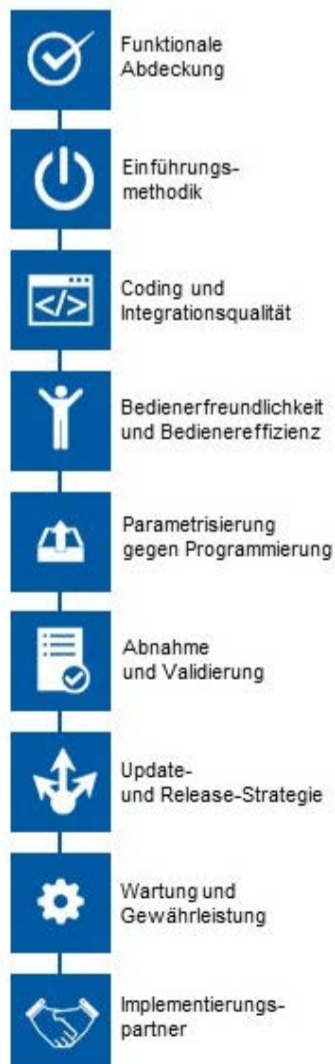 Funktionale
Abdeckung
Einführungs-
methodik
</>
Coding und
Integrationsqualität
Bedienerfreundlichkeit
und Bedienereffizienz
Parametrisierung
gegen Programmierung
Abnahme
und Validierung
Update-
und Release-Strategie
Wartung und
Gewährleistung
Implementierungs-
partner